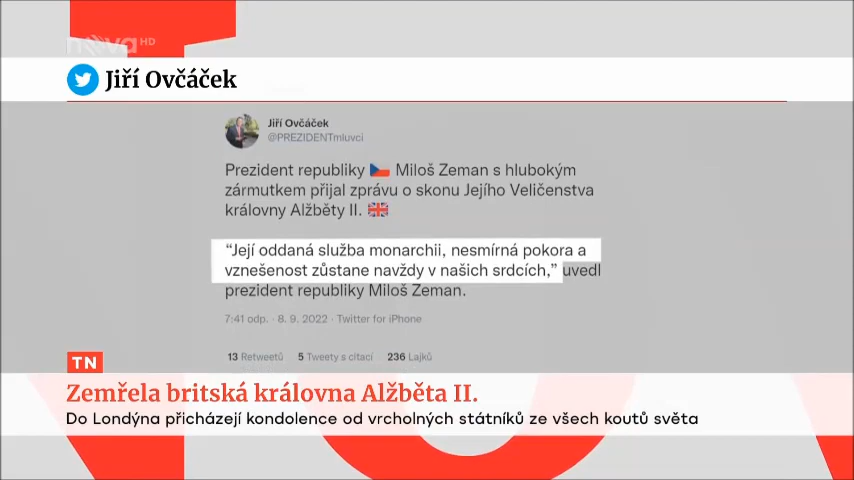 nova HD
Jiří Ovčáček
Jiří Ovčáček
@PREZIDENTmluvci
Prezident republiky 🇨🇿 Miloš Zeman s hlubokým
zármutkem přijal zprávu o skonu Jejího Veličenstva
královny Alžběty II. 🇬🇧
“Její oddaná služba monarchii, nesmírná pokora a
vznešenost zůstane navždy v našich srdcích,” uvedl
prezident republiky Miloš Zeman.
7:41 odp. · 8. 9. 2022 · Twitter for iPhone
13 Retweetů 5 Tweety s citací 236 Lajků
TN
Zemřela britská královna Alžběta II.
Do Londýna přicházejí kondolence od vrcholných státníků ze všech koutů světa